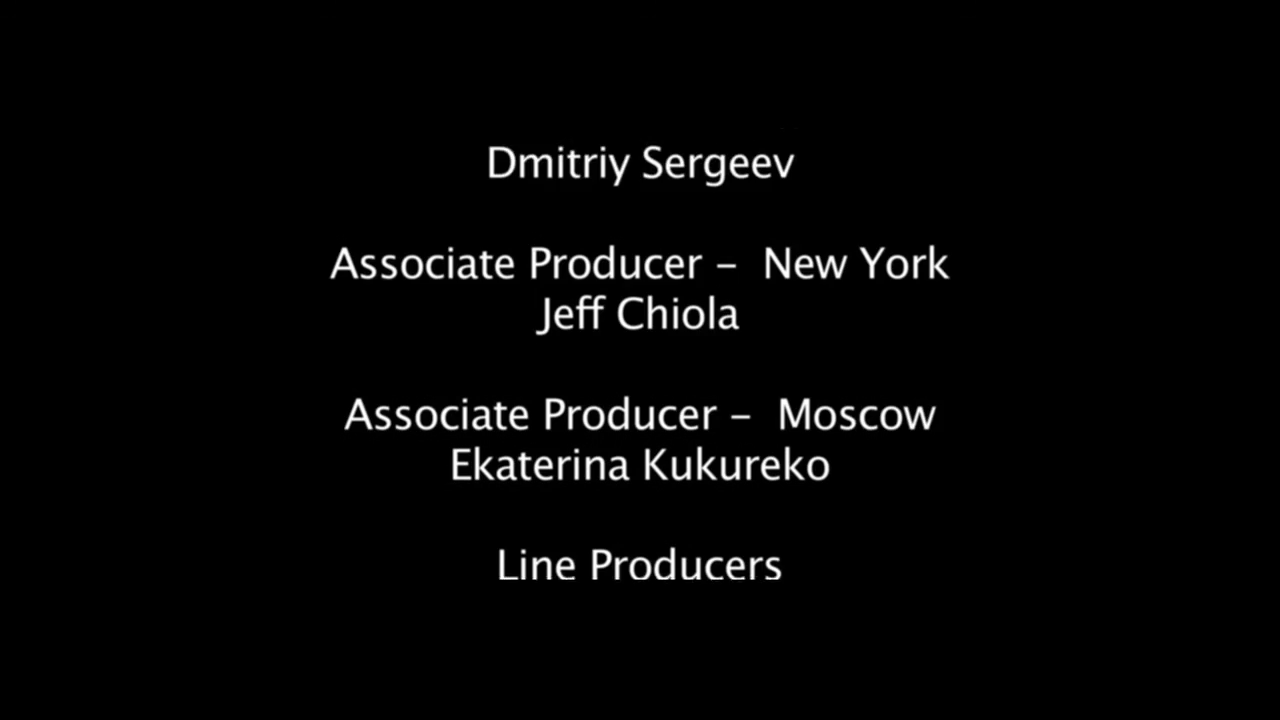 Dmitriy Sergeev
Associate Producer –  New York
Jeff Chiola
Associate Producer –  Moscow
Ekaterina Kukureko
Line Producers